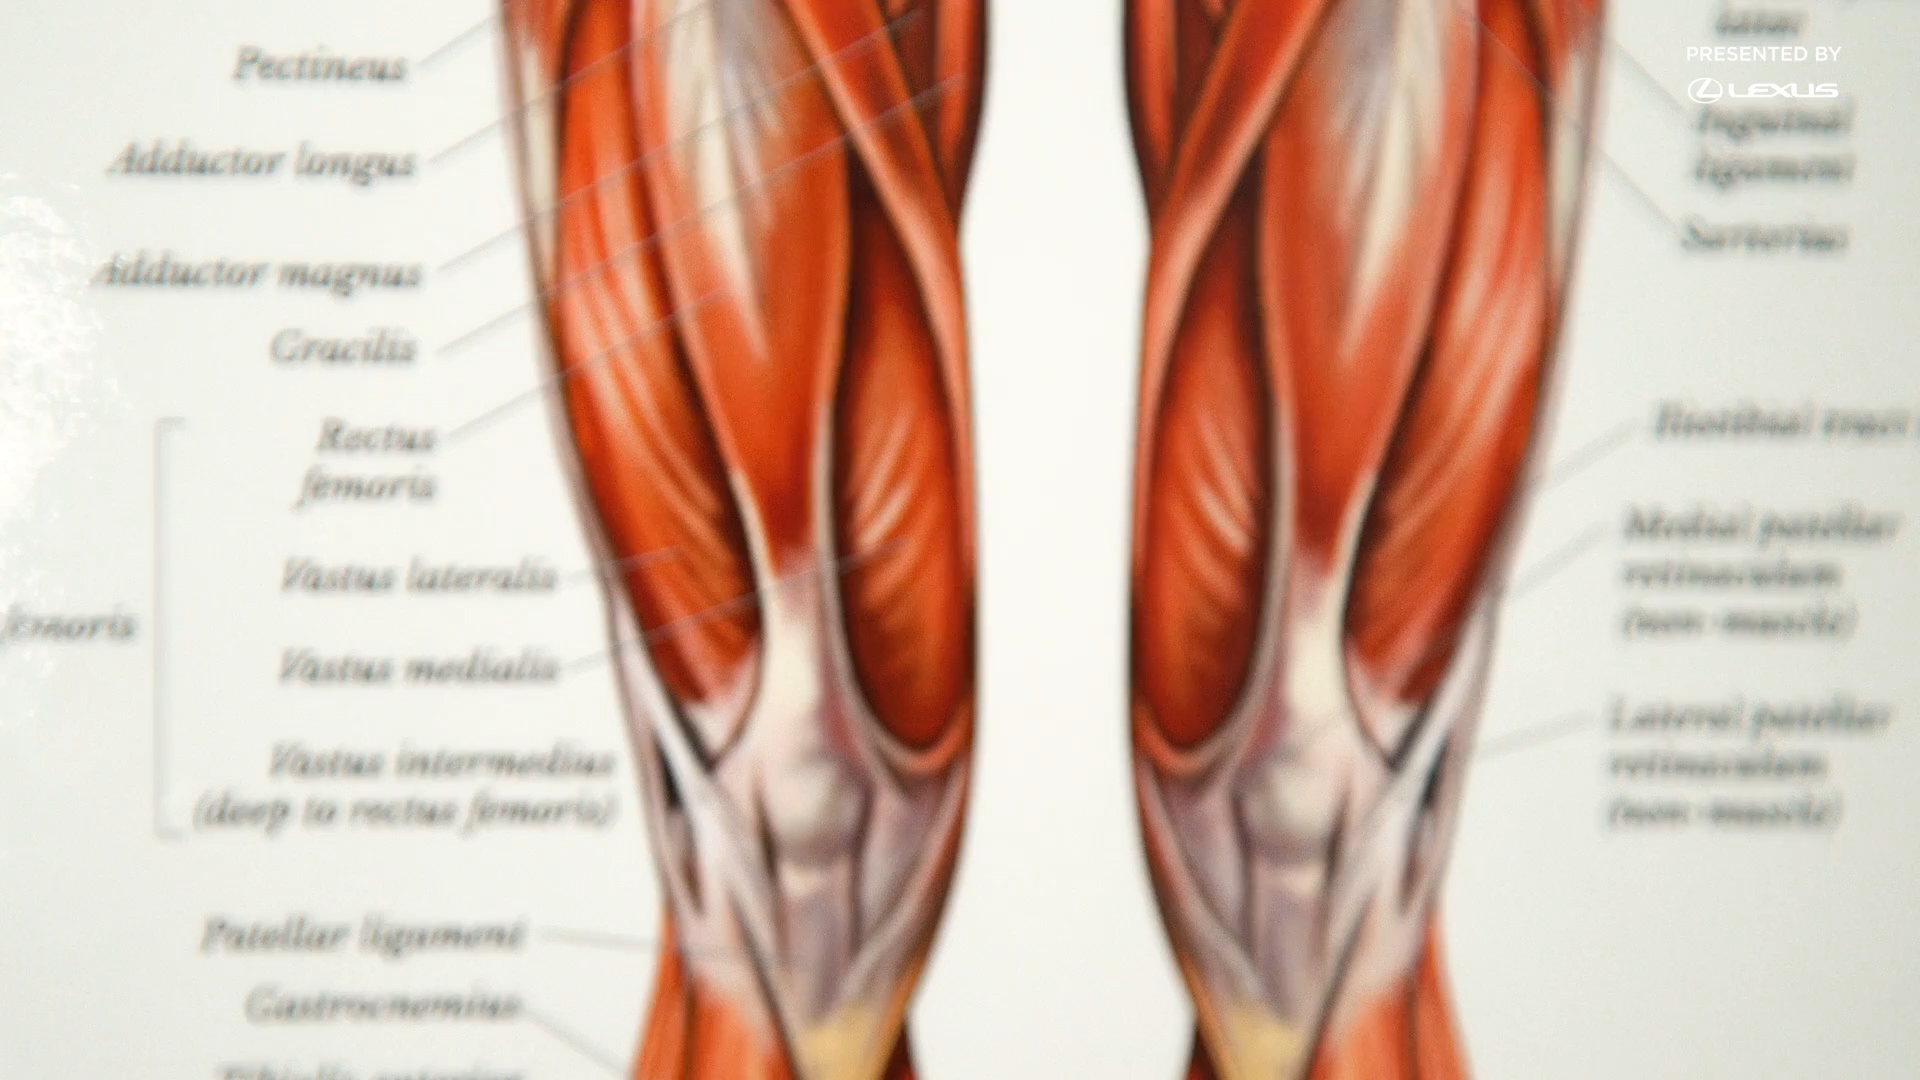 Pectineus
Adductor longus
Adductor magnus
Gracilis
Rectus
femoris
Vastus lateralis
femoris
Vastus medialis
Vastus intermedius
(deep to rectus femoris)
Patellar ligament
Gastrocnemius
Tibialis anterior
PRESENTED BY
LEXUS
Inguinal
ligament
Sartorius
Iliotibial tract
Medial patellar
retinaculum
(non-muscle)
Lateral patellar
retinaculum
(non-muscle)